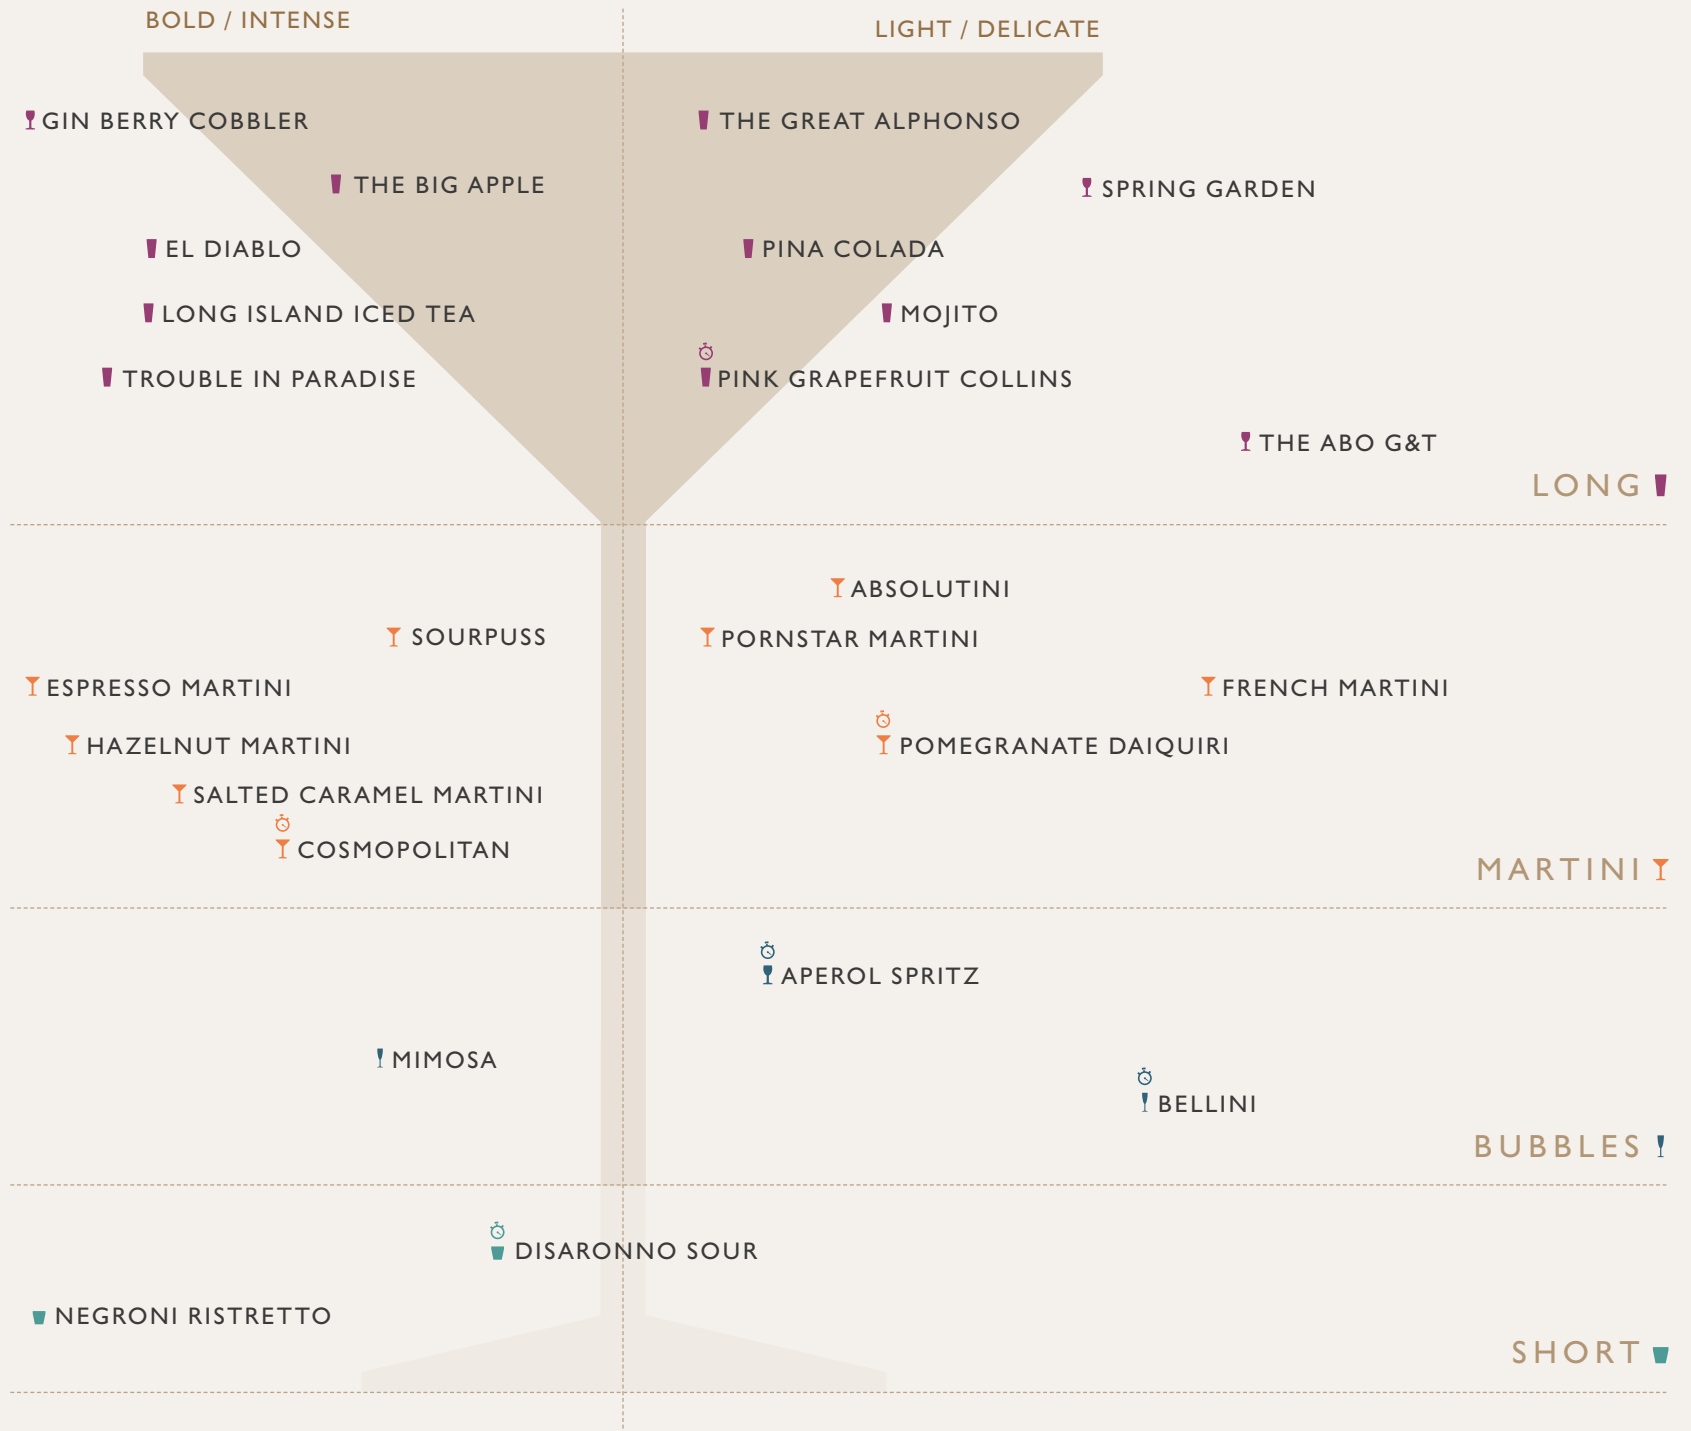 BOLD / INTENSE
LIGHT / DELICATE
GIN BERRY COBBLER
THE GREAT ALPHONSO
THE BIG APPLE
SPRING GARDEN
EL DIABLO
PINA COLADA
LONG ISLAND ICED TEA
MOJITO
TROUBLE IN PARADISE
PINK GRAPEFRUIT COLLINS
THE ABO G&T
LONG
ABSOLUTINI
SOURPUSS
PORNSTAR MARTINI
ESPRESSO MARTINI
FRENCH MARTINI
HAZELNUT MARTINI
POMEGRANATE DAIQUIRI
SALTED CARAMEL MARTINI
COSMOPOLITAN
MARTINI
APEROL SPRITZ
MIMOSA
BELLINI
BUBBLES
DISARONNO SOUR
NEGRONI RISTRETTO
SHORT